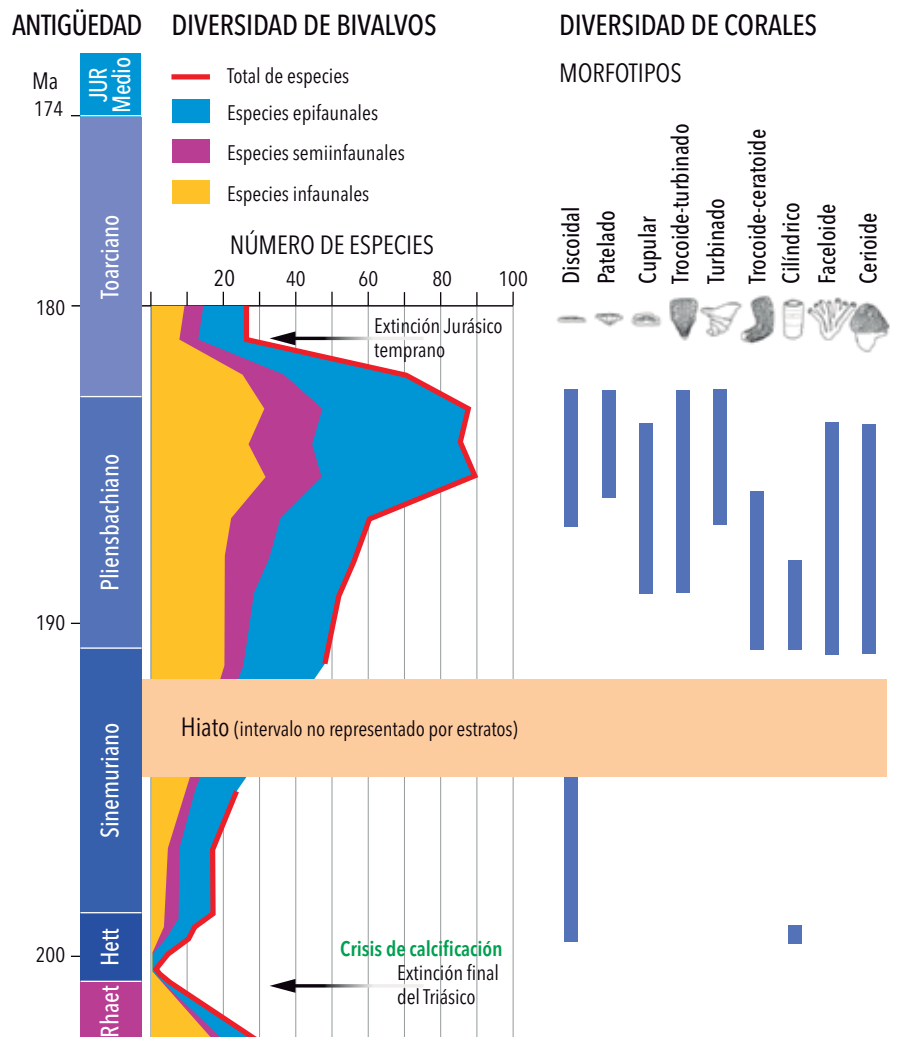 ANTIGÜEDAD
DIVERSIDAD DE BIVALVOS
DIVERSIDAD DE CORALES
MORFOTIPOS
Ma
174
180
190
200
JUR
Medio
Toarciano
Pliensbachiano
Sinemuriano
Hett
Rhaet
Total de especies
Especies epifaunales
Especies semiinfaunales
Especies infaunales
NÚMERO DE ESPECIES
20 40 60 80 100
Discoidal
Patelado
Cupular
Trocoide-turbinado
Turbinado
Trocoide-ceratoide
Cilíndrico
Faceloide
Cerioide
Extinción Jurásico
temprano
Hiato (intervalo no representado por estratos)
Crisis de calcificación
Extinción final
del Triásico